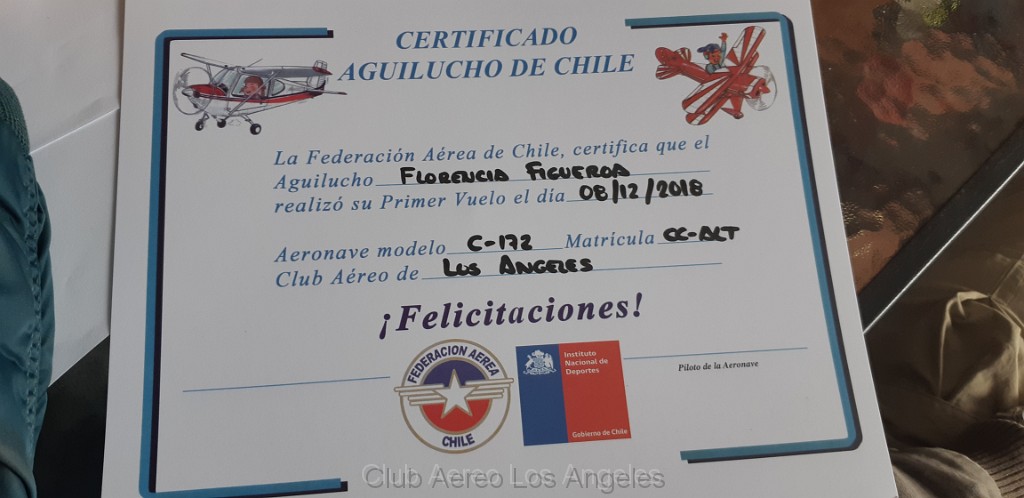 CERTIFICADO
AGUILUCHO DE CHILE
La Federación Aérea de Chile, certifica que el
Aguilucho FLORENCIA FIGUEROA
realizó su Primer Vuelo el día 08/12/2018
Aeronave modelo C-172 Matrícula CC-ALT
Club Aéreo de LOS ANGELES
¡Felicitaciones!
FEDERACION AEREA
CHILE
Instituto
Nacional de
Deportes
Gobierno de Chile
Piloto de la Aeronave
Club Aereo Los Angeles